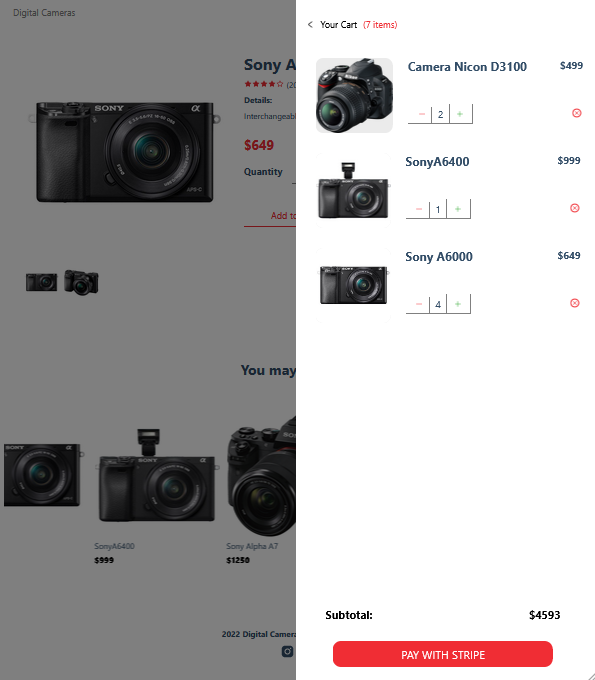 Digital Cameras
Sony A
(20
Details:
Interchangeabl
$649
Quantity
Add to
SONY
You may
SONY
SonyA6400
$999
Sony Alpha A7
$1250
2022 Digital Camera
Your Cart (7 items)
Camera Nicon D3100
$499
2
SonyA6400
$999
1
Sony A6000
$649
4
Subtotal:
$4593
PAY WITH STRIPE